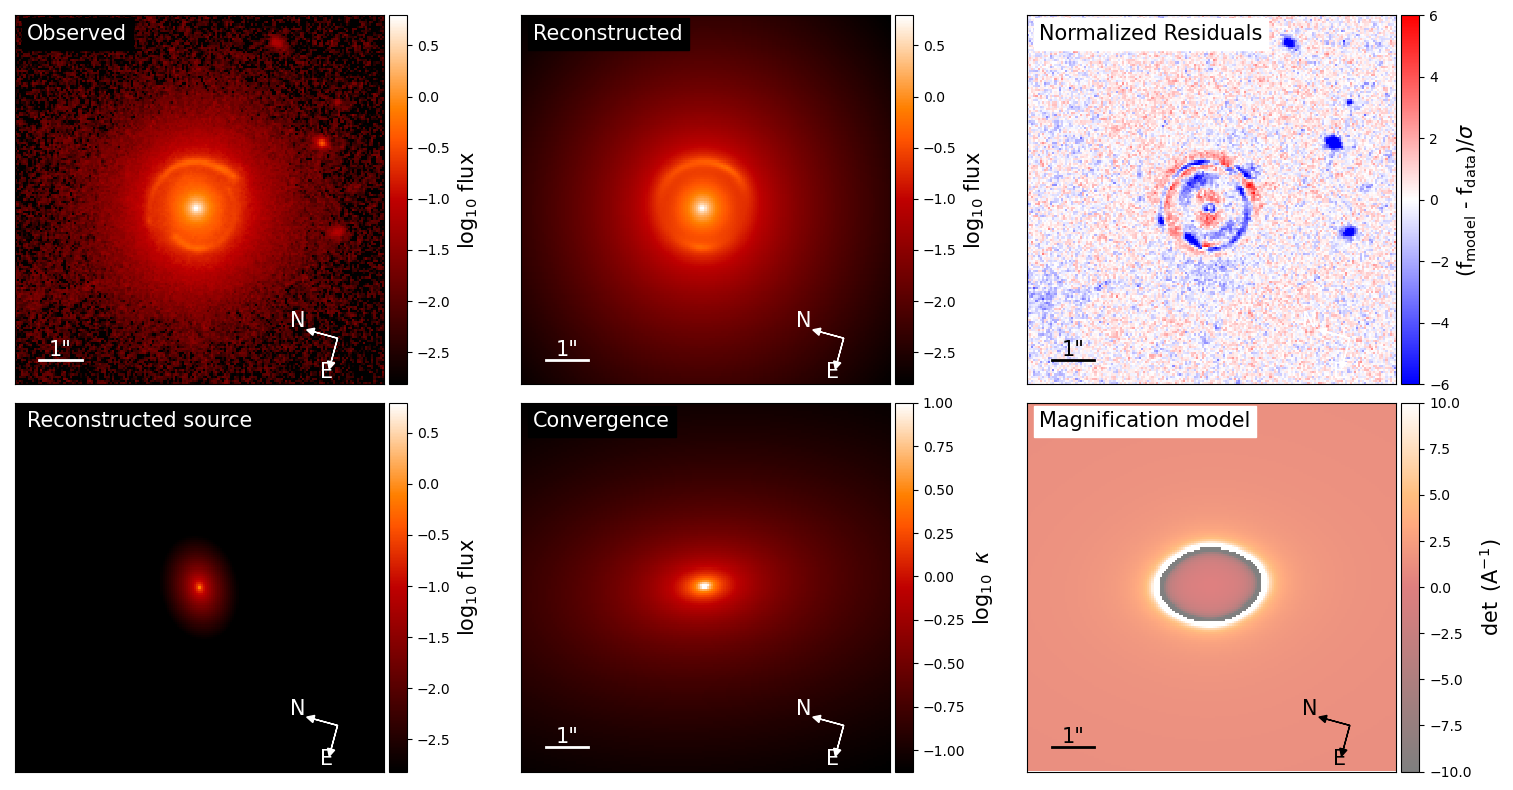 Observed
N
1"
E
0.5
0.0
−0.5
−1.0
−1.5
−2.0
−2.5
log₁₀ flux
Reconstructed
N
1"
E
0.5
0.0
−0.5
−1.0
−1.5
−2.0
−2.5
log₁₀ flux
Normalized Residuals
1"
6
4
2
0
−2
−4
−6
(f_model - f_data)/σ
Reconstructed source
N
E
0.5
0.0
−0.5
−1.0
−1.5
−2.0
−2.5
log₁₀ flux
Convergence
N
1"
E
1.00
0.75
0.50
0.25
0.00
−0.25
−0.50
−0.75
−1.00
log₁₀ κ
Magnification model
N
1"
E
10.0
7.5
5.0
2.5
0.0
−2.5
−5.0
−7.5
−10.0
det (A⁻¹)